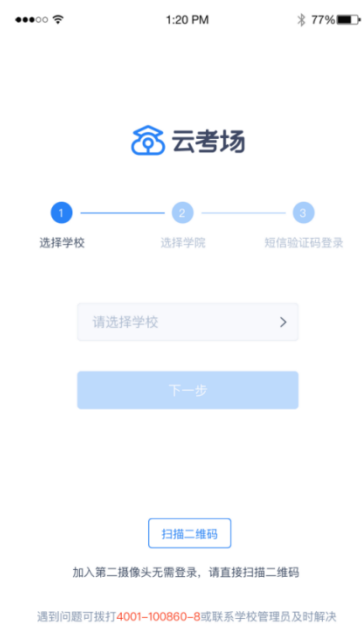 1:20 PM
77%
云考场
1
2
3
选择学校
选择学院
短信验证码登录
请选择学校
下一步
扫描二维码
加入第二摄像头无需登录，请直接扫描二维码
遇到问题可拨打4001-100860-8或联系学校管理员及时解决